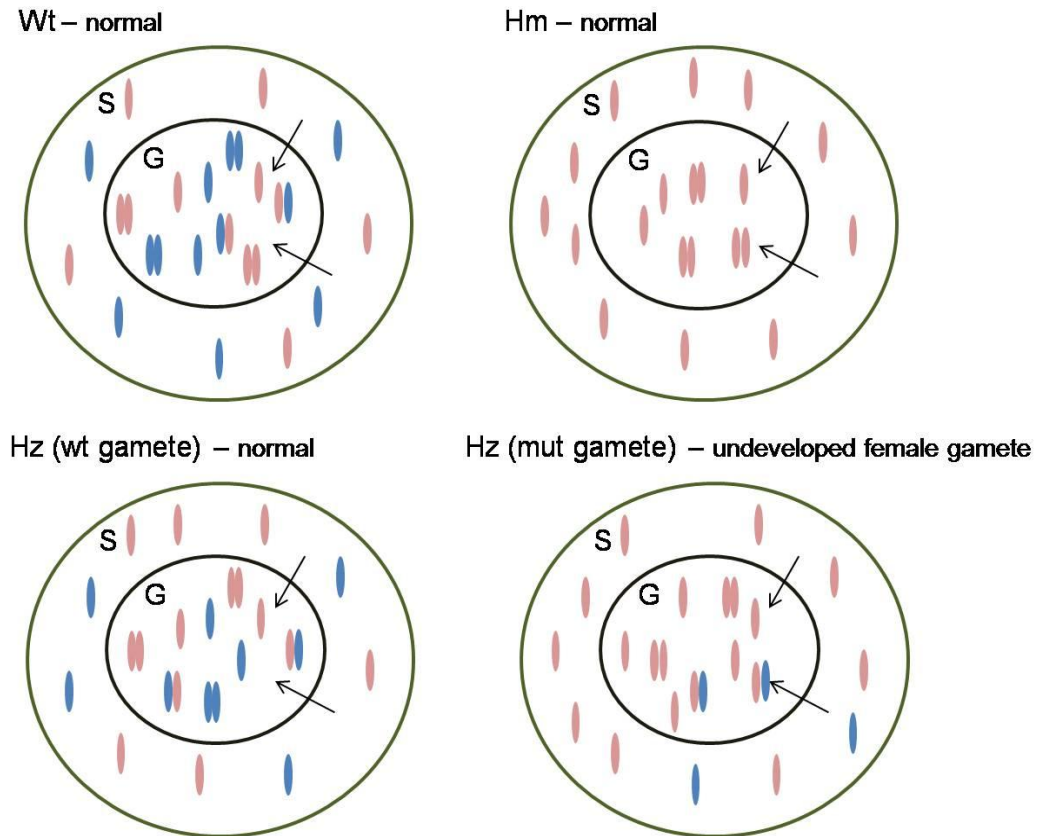 Wt – normal
S
G
Hm – normal
S
G
Hz (wt gamete) – normal
S
G
Hz (mut gamete) – undeveloped female gamete
S
G